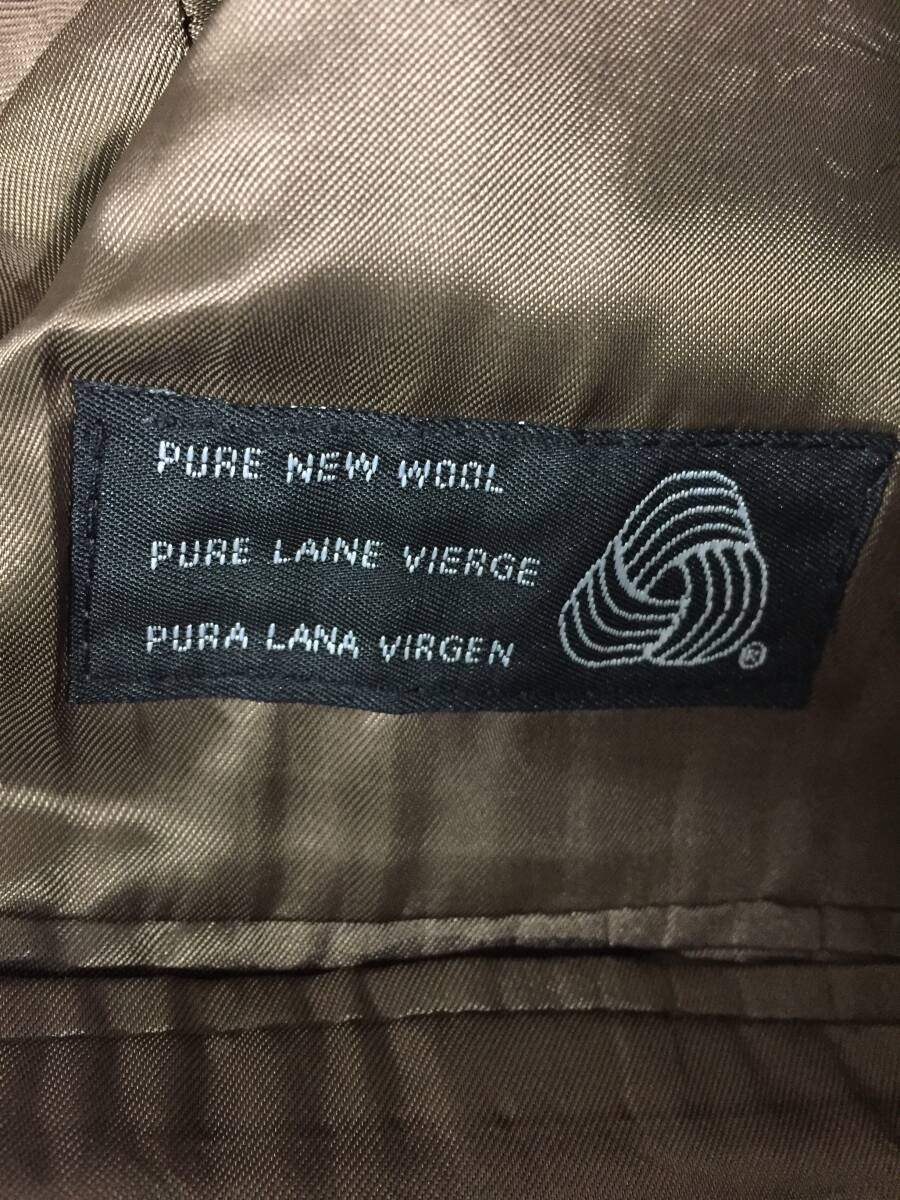 PURE NEW WOOL
PURE LAINE VIERGE
PURA LANA VIRGEN
®